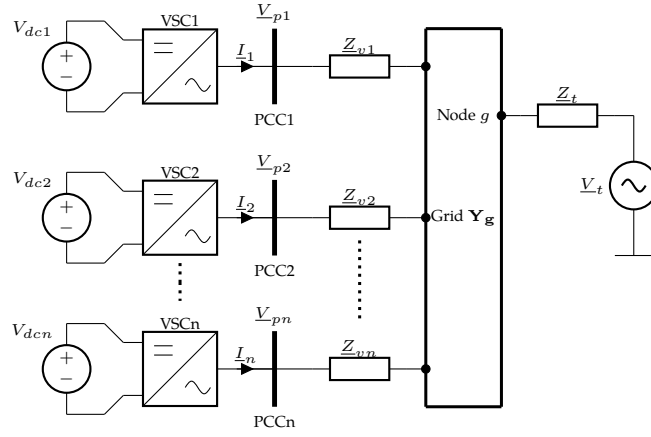 V_dc1
VSC1
I_1
V_p1
PCC1
Z_v1
Node g
Z_t
V_t
V_dc2
VSC2
I_2
V_p2
PCC2
Z_v2
Grid Y_g
V_dcn
VSCn
I_n
V_pn
PCCn
Z_vn